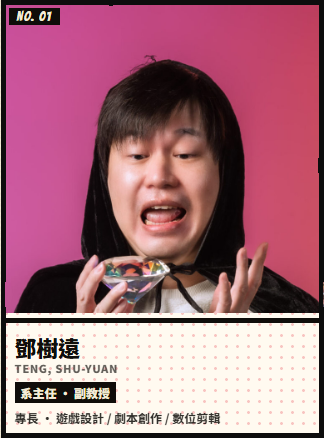 NO. 01
鄧樹遠
TENG, SHU-YUAN
系主任 · 副教授
專長 · 遊戲設計 / 劇本創作 / 數位剪輯